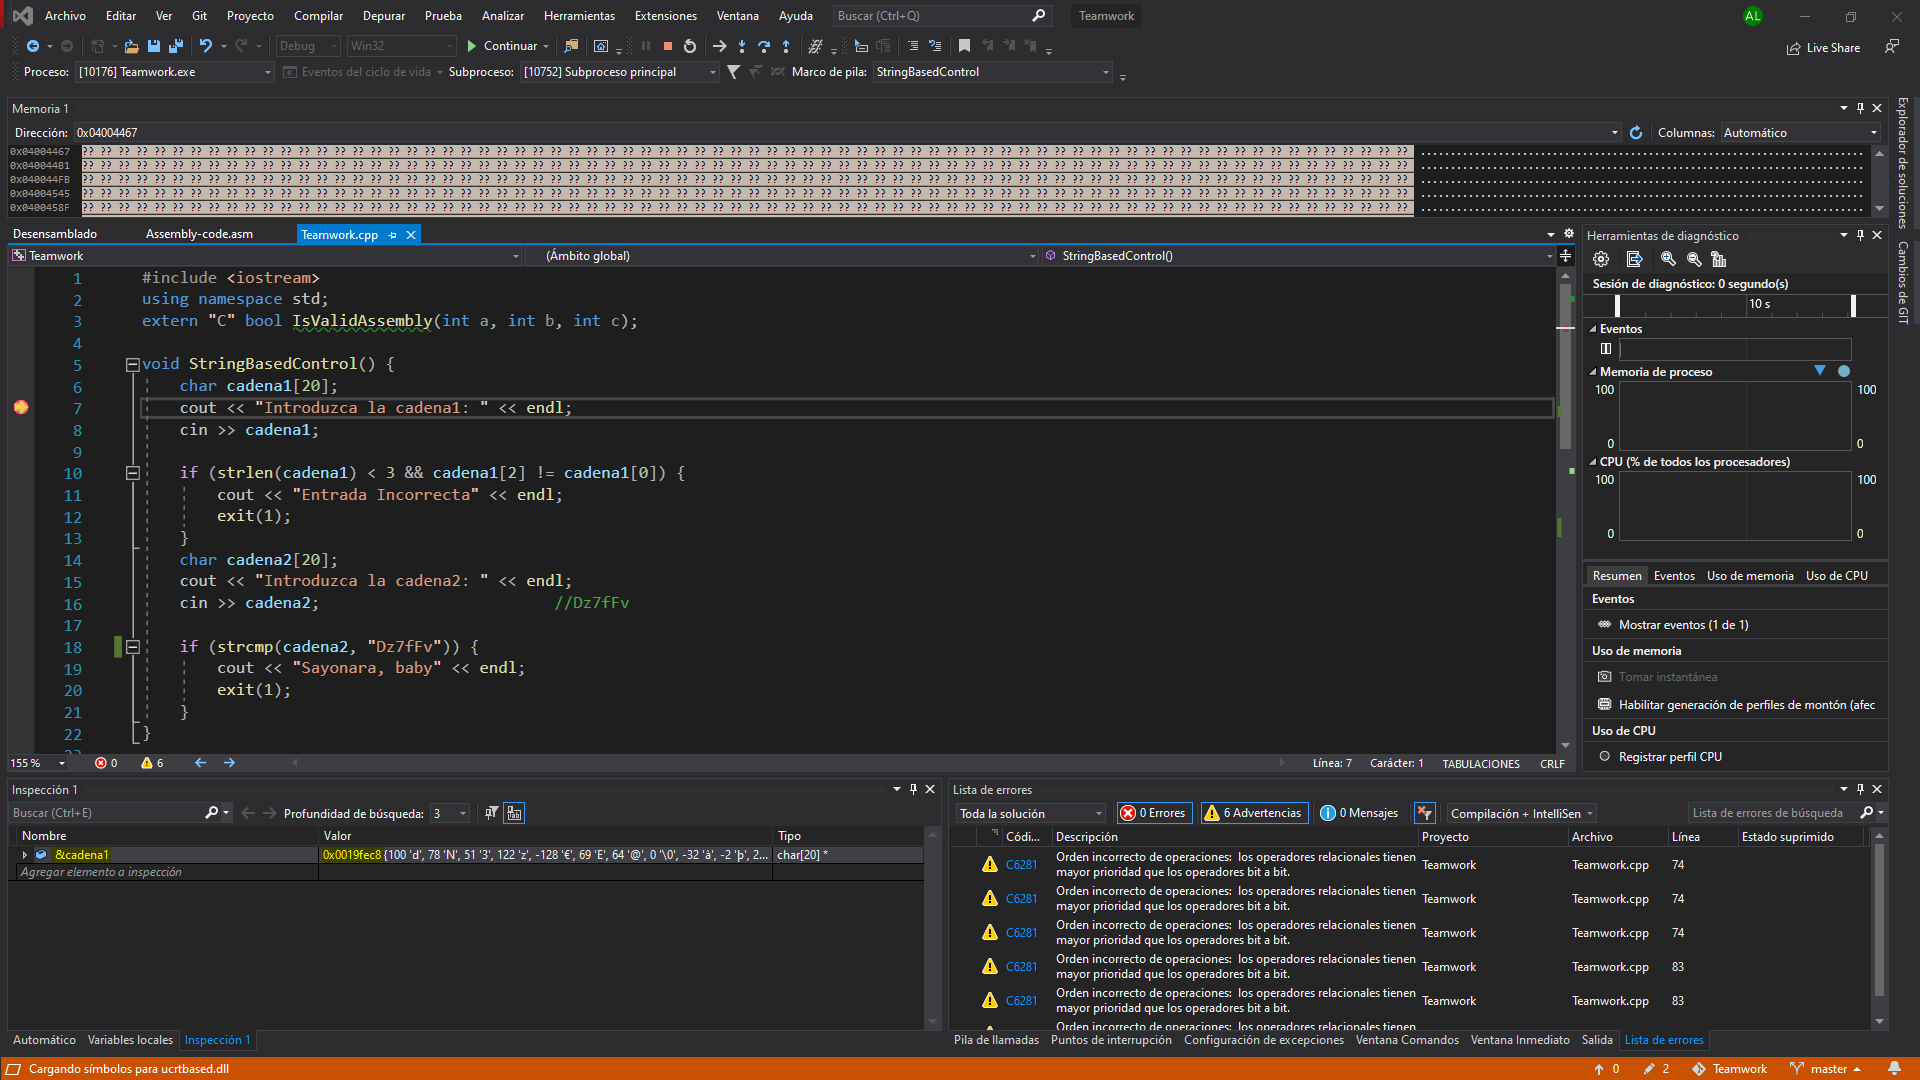 Archivo Editar Ver Git Proyecto Compilar Depurar Prueba Analizar Herramientas Extensiones Ventana Ayuda Buscar (Ctrl+Q) Teamwork AL
Debug Win32 Continuar Live Share
Proceso: [10176] Teamwork.exe Eventos del ciclo de vida Subproceso: [10752] Subproceso principal Marco de pila: StringBasedControl
Memoria 1
Dirección: 0x04004467 Columnas: Automático
0x04004467
0x040044B1
0x040044FB
0x04004545
0x0400458F
Explorador de soluciones
Cambios de GIT
Desensamblado Assembly-code.asm Teamwork.cpp
Teamwork (Ámbito global) StringBasedControl()
1 #include <iostream>
2 using namespace std;
3 extern "C" bool IsValidAssembly(int a, int b, int c);
4
5 void StringBasedControl() {
6 char cadena1[20];
7 cout << "Introduzca la cadena1: " << endl;
8 cin >> cadena1;
9
10 if (strlen(cadena1) < 3 && cadena1[2] != cadena1[0]) {
11 cout << "Entrada Incorrecta" << endl;
12 exit(1);
13 }
14 char cadena2[20];
15 cout << "Introduzca la cadena2: " << endl;
16 cin >> cadena2; //Dz7fFv
17
18 if (strcmp(cadena2, "Dz7fFv")) {
19 cout << "Sayonara, baby" << endl;
20 exit(1);
21 }
22 }
155 % 0 6 Línea: 7 Carácter: 1 TABULACIONES CRLF
Herramientas de diagnóstico
Sesión de diagnóstico: 0 segundo(s)
10 s
Eventos
Memoria de proceso
100 100
0 0
CPU (% de todos los procesadores)
100 100
0 0
Resumen Eventos Uso de memoria Uso de CPU
Eventos
Mostrar eventos (1 de 1)
Uso de memoria
Tomar instantánea
Habilitar generación de perfiles de montón (afec
Uso de CPU
Registrar perfil CPU
Inspección 1
Buscar (Ctrl+E) Profundidad de búsqueda: 3
Nombre Valor Tipo
&cadena1 0x0019fec8 {100 'd', 78 'N', 51 '3', 122 'z', -128 '€', 69 'E', 64 '@', 0 '\0', -32 'à', -2 'þ', 2... char[20] *
Agregar elemento a inspección
Automático Variables locales Inspección 1
Lista de errores
Toda la solución 0 Errores 6 Advertencias 0 Mensajes Compilación + IntelliSen Lista de errores de búsqueda
Códi... Descripción Proyecto Archivo Línea Estado suprimido
C6281 Orden incorrecto de operaciones: los operadores relacionales tienen mayor prioridad que los operadores bit a bit. Teamwork Teamwork.cpp 74
C6281 Orden incorrecto de operaciones: los operadores relacionales tienen mayor prioridad que los operadores bit a bit. Teamwork Teamwork.cpp 74
C6281 Orden incorrecto de operaciones: los operadores relacionales tienen mayor prioridad que los operadores bit a bit. Teamwork Teamwork.cpp 74
C6281 Orden incorrecto de operaciones: los operadores relacionales tienen mayor prioridad que los operadores bit a bit. Teamwork Teamwork.cpp 83
C6281 Orden incorrecto de operaciones: los operadores relacionales tienen mayor prioridad que los operadores bit a bit. Teamwork Teamwork.cpp 83
Orden incorrecto de operaciones: los operadores relacionales tienen
Pila de llamadas Puntos de interrupción Configuración de excepciones Ventana Comandos Ventana Inmediato Salida Lista de errores
Cargando símbolos para ucrtbased.dll 0 2 Teamwork master